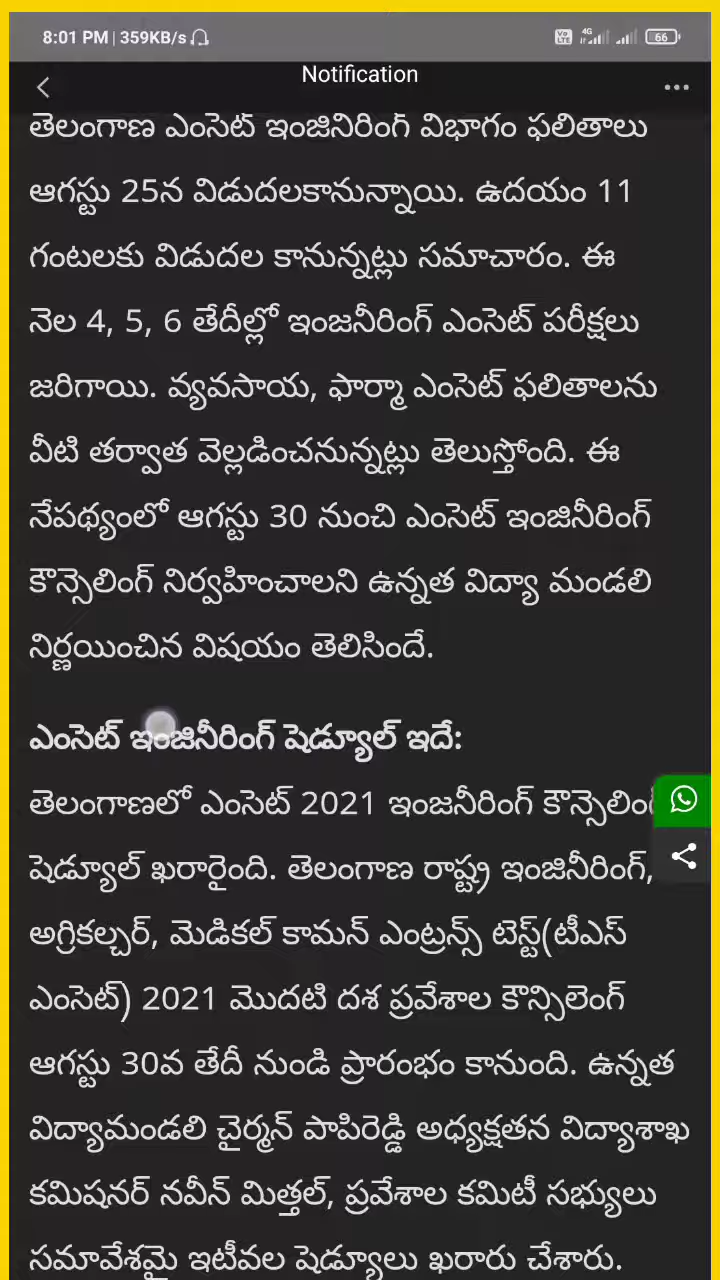 8:01 PM | 359KB/s
Vo LTE 4G 66
Notification
తెలంగాణ ఎంసెట్ ఇంజినిరింగ్ విభాగం ఫలితాలు
ఆగస్టు 25న విడుదలకానున్నాయి. ఉదయం 11
గంటలకు విడుదల కానున్నట్లు సమాచారం. ఈ
నెల 4, 5, 6 తేదీల్లో ఇంజనీరింగ్ ఎంసెట్ పరీక్షలు
జరిగాయి. వ్యవసాయ, ఫార్మా ఎంసెట్ ఫలితాలను
వీటి తర్వాత వెల్లడించనున్నట్లు తెలుస్తోంది. ఈ
నేపథ్యంలో ఆగస్టు 30 నుంచి ఎంసెట్ ఇంజినీరింగ్
కౌన్సెలింగ్ నిర్వహించాలని ఉన్నత విద్యా మండలి
నిర్ణయించిన విషయం తెలిసిందే.
ఎంసెట్ ఇంజినీరింగ్ షెడ్యూల్ ఇదే:
తెలంగాణలో ఎంసెట్ 2021 ఇంజనీరింగ్ కౌన్సెలింగ్
షెడ్యూల్ ఖరారైంది. తెలంగాణ రాష్ట్ర ఇంజినీరింగ్,
అగ్రికల్చర్, మెడికల్ కామన్ ఎంట్రన్స్ టెస్ట్(టీఎస్
ఎంసెట్) 2021 మొదటి దశ ప్రవేశాల కౌన్సిలెంగ్
ఆగస్టు 30వ తేదీ నుండి ప్రారంభం కానుంది. ఉన్నత
విద్యామండలి చైర్మన్ పాపిరెడ్డి అధ్యక్షతన విద్యాశాఖ
కమిషనర్ నవీన్ మిత్తల్, ప్రవేశాల కమిటీ సభ్యులు
సమావేశమై ఇటీవల షెడ్యూలు ఖరారు చేశారు.